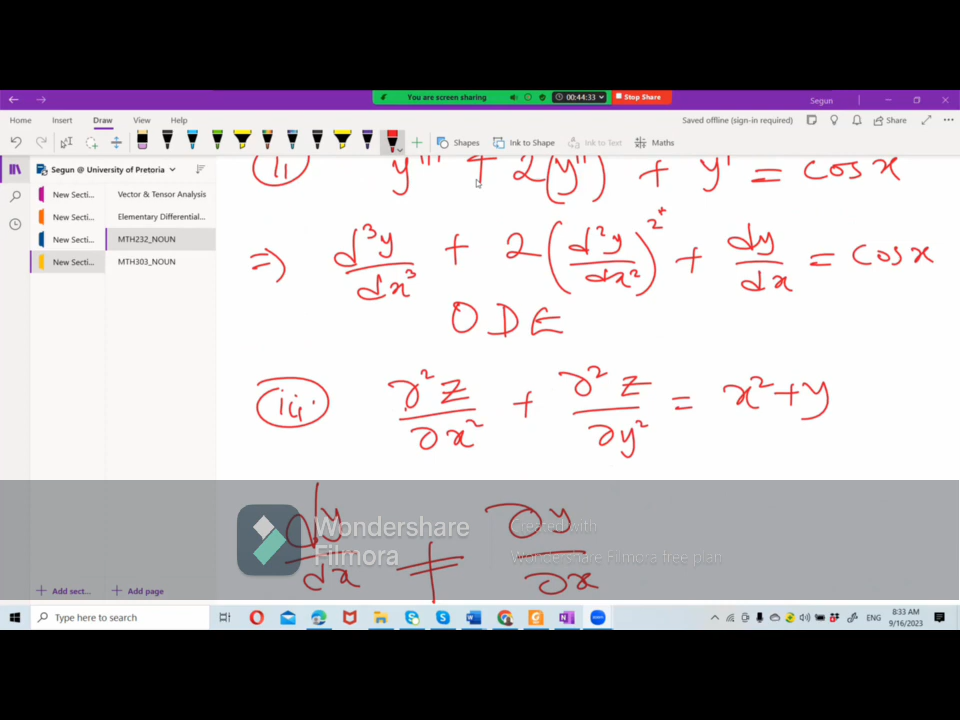 You are screen sharing 00:44:33 Stop Share
Segun
Home Insert Draw View Help Saved offline (sign-in required) Share
Shapes Ink to Shape Ink to Text Maths
Segun @ University of Pretoria
New Secti... Vector & Tensor Analysis
New Secti... Elementary Differential...
New Secti... MTH232_NOUN
New Secti... MTH303_NOUN
(ii) y''' + 2(y'') + y' = cos x
=> d³y/dx³ + 2(d²y/dx²)²* + dy/dx = cos x
ODE
(iii. ∂²z/∂x² + ∂²z/∂y² = x² + y
dy/dx ≠ ∂y/∂x
Wondershare
Filmora
Created with
Wondershare Filmora free plan
+ Add sect... + Add page
Type here to search ENG 8:33 AM
9/16/2023